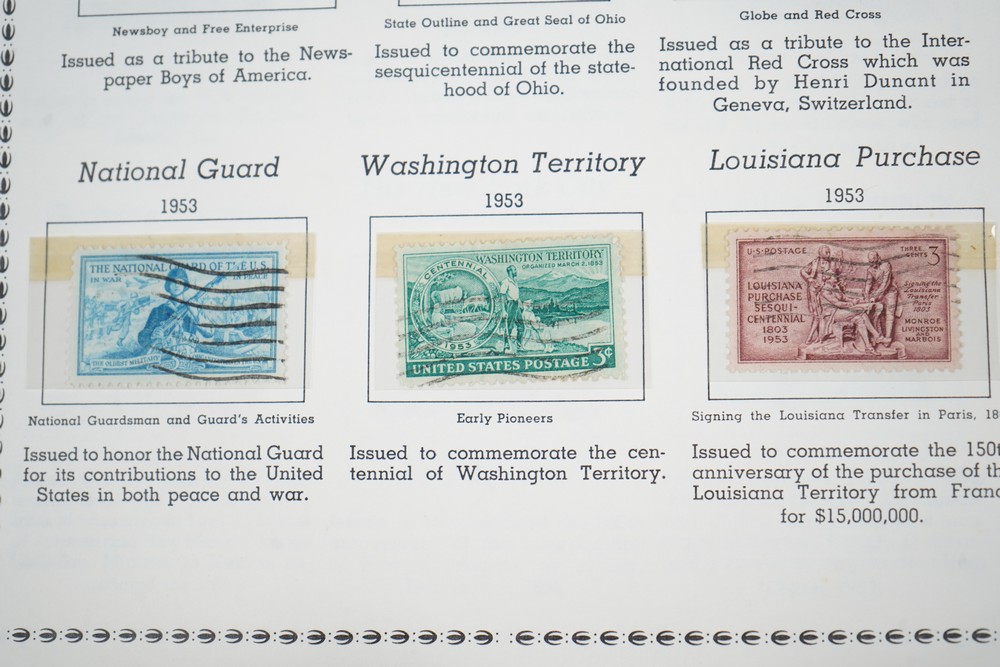 Newsboy and Free Enterprise
Issued as a tribute to the News-
paper Boys of America.
State Outline and Great Seal of Ohio
Issued to commemorate the
sesquicentennial of the state-
hood of Ohio.
Globe and Red Cross
Issued as a tribute to the Inter-
national Red Cross which was
founded by Henri Dunant in
Geneva, Switzerland.
National Guard
1953
THE NATIONAL GUARD OF THE U.S.
IN WAR
IN PEACE
THE OLDEST MILITARY
National Guardsman and Guard's Activities
Issued to honor the National Guard
for its contributions to the United
States in both peace and war.
Washington Territory
1953
CENTENNIAL
1953
WASHINGTON TERRITORY
ORGANIZED MARCH 2, 1853
UNITED STATES POSTAGE 3¢
Early Pioneers
Issued to commemorate the cen-
tennial of Washington Territory.
Louisiana Purchase
1953
U·S·POSTAGE
THREE CENTS 3
LOUISIANA
PURCHASE
SESQUI-
CENTENNIAL
1803
1953
Signing the
Louisiana
Transfer
Paris
1803
MONROE
LIVINGSTON
AND
MARBOIS
Signing the Louisiana Transfer in Paris, 18
Issued to commemorate the 150t
anniversary of the purchase of th
Louisiana Territory from Franc
for $15,000,000.